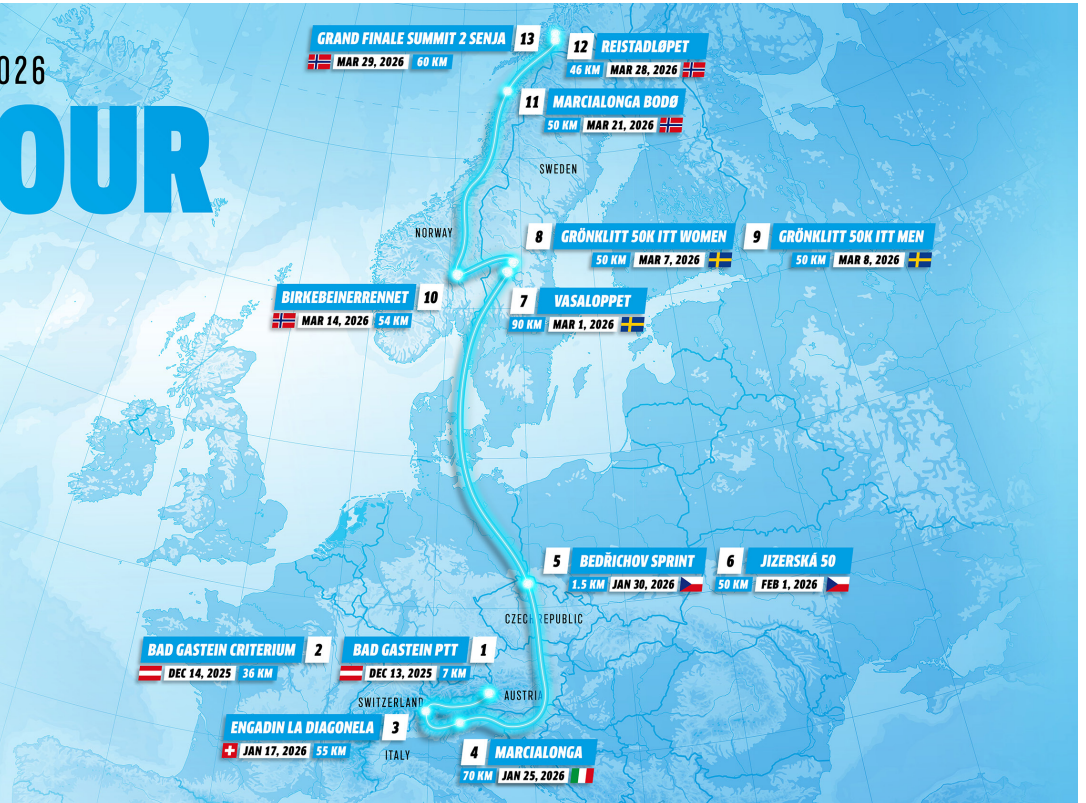 026
OUR
GRAND FINALE SUMMIT 2 SENJA 13
MAR 29, 2026 60 KM
12 REISTADLØPET
46 KM MAR 28, 2026
11 MARCIALONGA BODØ
50 KM MAR 21, 2026
SWEDEN
NORWAY
8 GRÖNKLITT 50K ITT WOMEN
50 KM MAR 7, 2026
9 GRÖNKLITT 50K ITT MEN
50 KM MAR 8, 2026
BIRKEBEINERRENNET 10
MAR 14, 2026 54 KM
7 VASALOPPET
90 KM MAR 1, 2026
5 BEDŘICHOV SPRINT
1.5 KM JAN 30, 2026
6 JIZERSKÁ 50
50 KM FEB 1, 2026
CZECH REPUBLIC
BAD GASTEIN CRITERIUM 2
DEC 14, 2025 36 KM
BAD GASTEIN PTT 1
DEC 13, 2025 7 KM
SWITZERLAND
AUSTRIA
ENGADIN LA DIAGONELA 3
JAN 17, 2026 55 KM
ITALY
4 MARCIALONGA
70 KM JAN 25, 2026